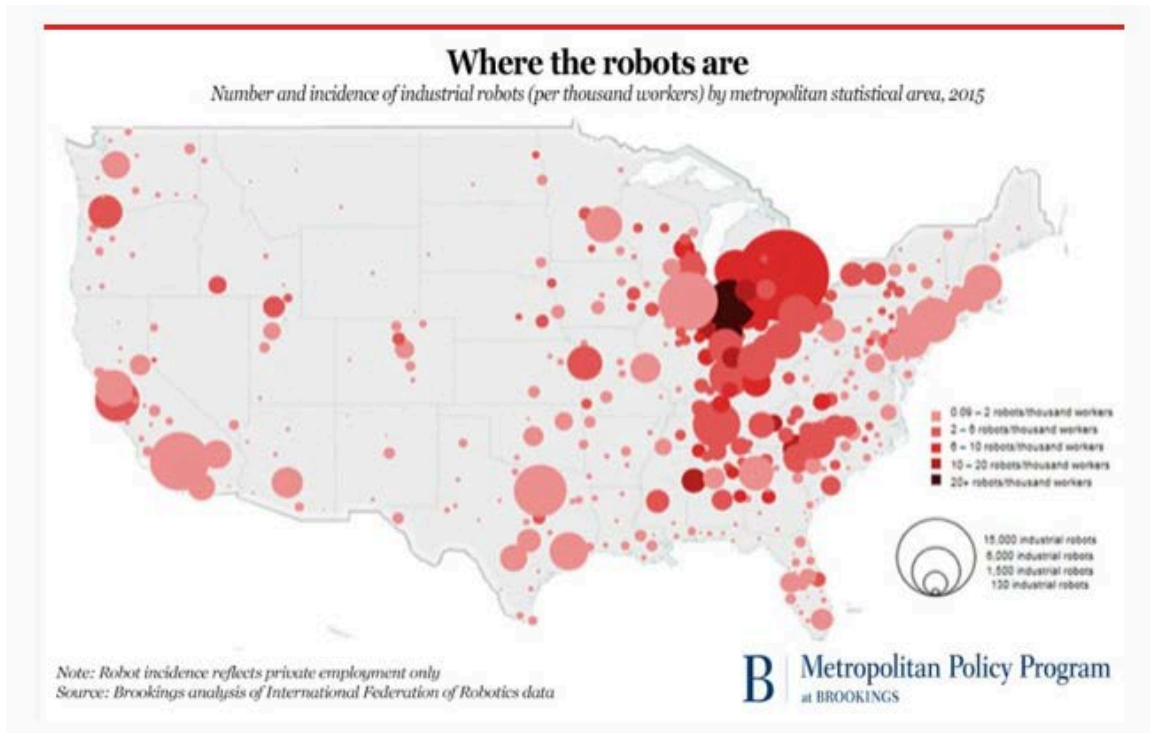 Where the robots are
Number and incidence of industrial robots (per thousand workers) by metropolitan statistical area, 2015
0.09 – 2 robots/thousand workers
2 – 6 robots/thousand workers
6 – 10 robots/thousand workers
10 – 20 robots/thousand workers
20+ robots/thousand workers
15,000 industrial robots
5,000 industrial robots
1,500 industrial robots
130 industrial robots
Note: Robot incidence reflects private employment only
Source: Brookings analysis of International Federation of Robotics data
B
Metropolitan Policy Program
at BROOKINGS